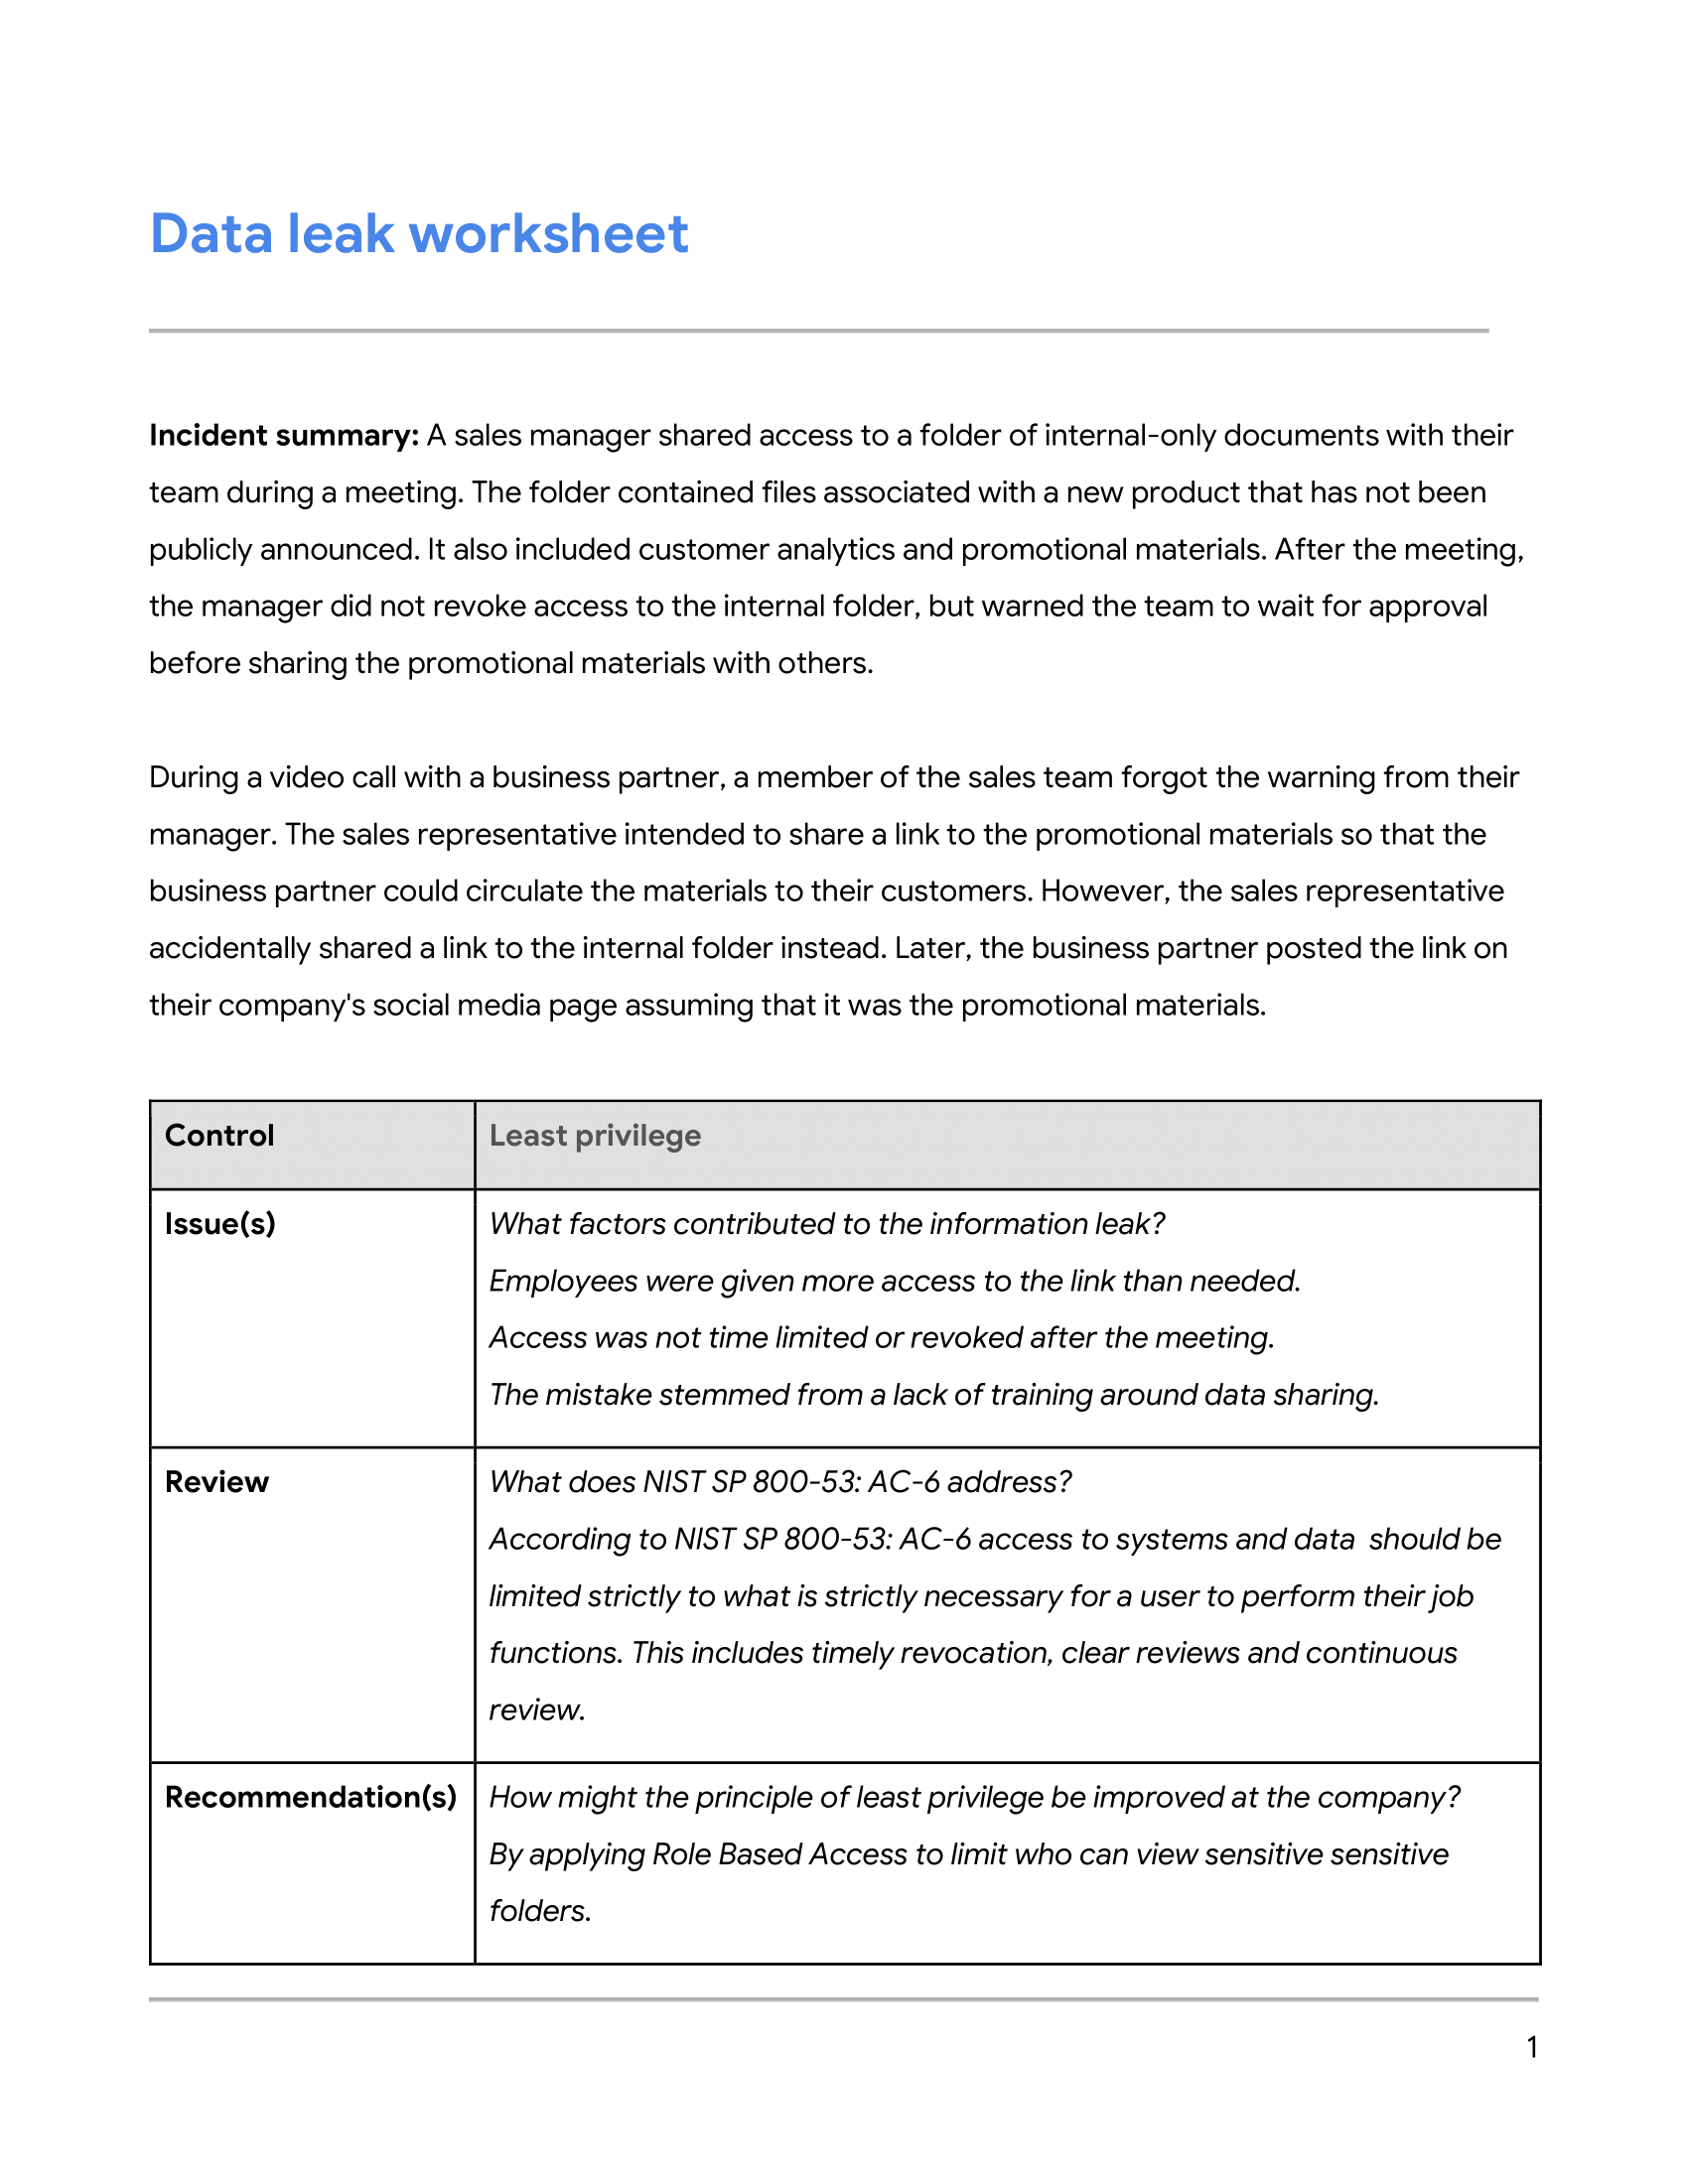 Data leak worksheet
Incident summary: A sales manager shared access to a folder of internal-only documents with their
team during a meeting. The folder contained files associated with a new product that has not been
publicly announced. It also included customer analytics and promotional materials. After the meeting,
the manager did not revoke access to the internal folder, but warned the team to wait for approval
before sharing the promotional materials with others.
During a video call with a business partner, a member of the sales team forgot the warning from their
manager. The sales representative intended to share a link to the promotional materials so that the
business partner could circulate the materials to their customers. However, the sales representative
accidentally shared a link to the internal folder instead. Later, the business partner posted the link on
their company's social media page assuming that it was the promotional materials.
Control
Least privilege
Issue(s)
What factors contributed to the information leak?
Employees were given more access to the link than needed.
Access was not time limited or revoked after the meeting.
The mistake stemmed from a lack of training around data sharing.
Review
What does NIST SP 800-53: AC-6 address?
According to NIST SP 800-53: AC-6 access to systems and data  should be
limited strictly to what is strictly necessary for a user to perform their job
functions. This includes timely revocation, clear reviews and continuous
review.
Recommendation(s)
How might the principle of least privilege be improved at the company?
By applying Role Based Access to limit who can view sensitive sensitive
folders.
1